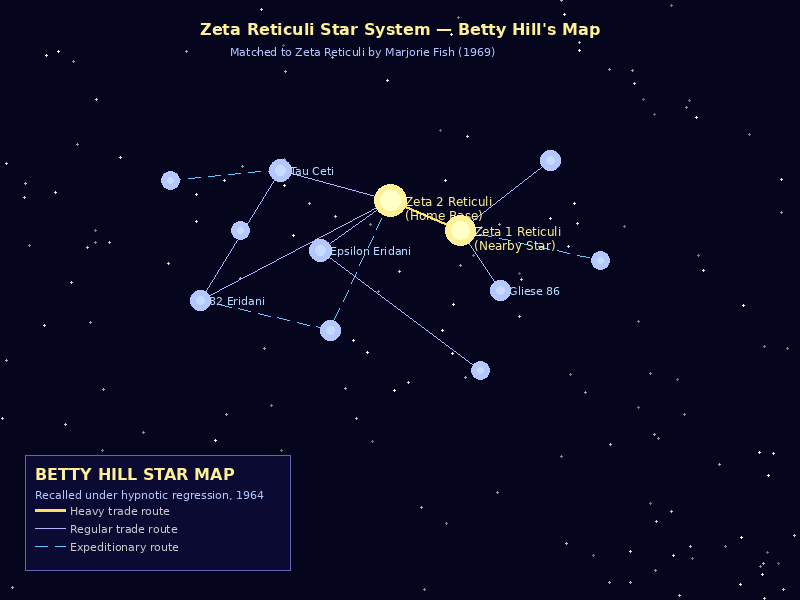 Zeta Reticuli Star System — Betty Hill's Map
Matched to Zeta Reticuli by Marjorie Fish (1969)
Tau Ceti
Zeta 2 Reticuli
(Home Base)
Zeta 1 Reticuli
(Nearby Star)
Epsilon Eridani
Gliese 86
82 Eridani
BETTY HILL STAR MAP
Recalled under hypnotic regression, 1964
Heavy trade route
Regular trade route
Expeditionary route